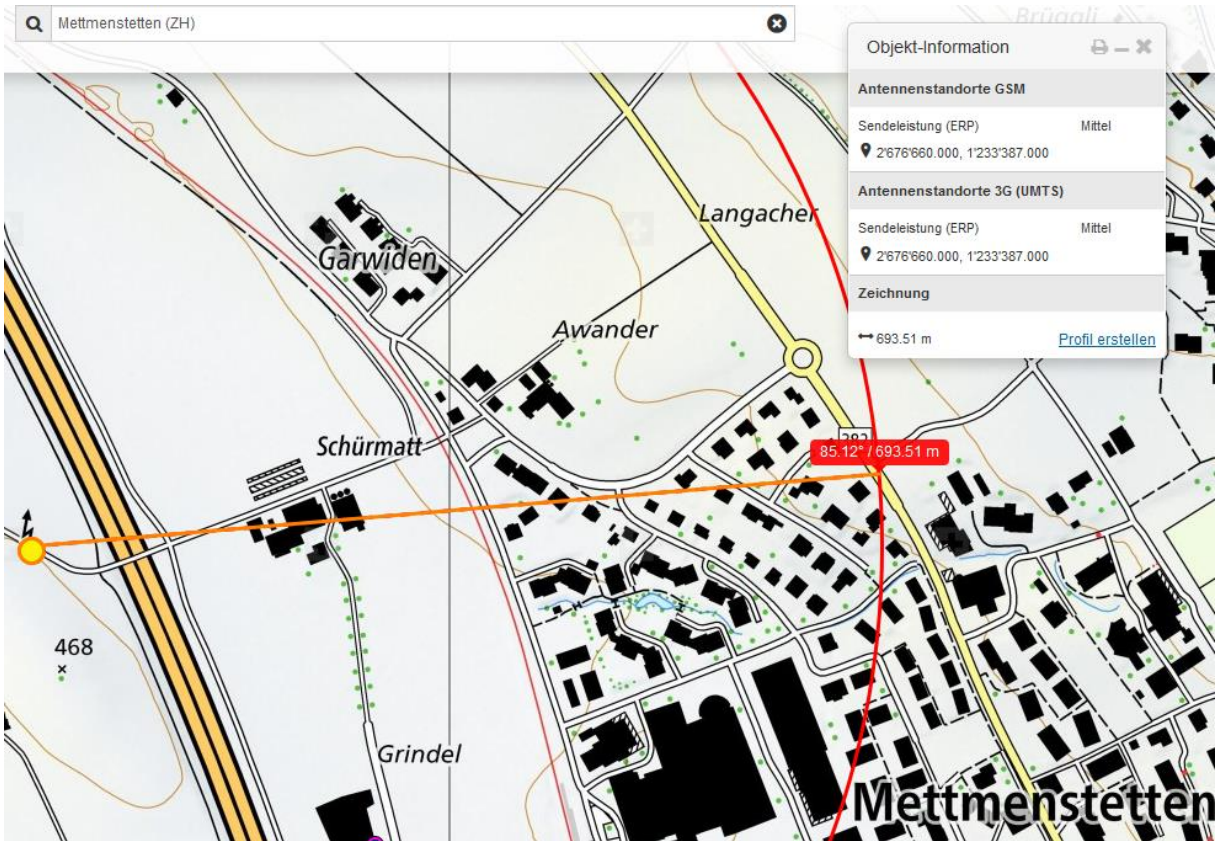 Mettmenstetten (ZH)
Brüggli
Objekt-Information
Antennenstandorte GSM
Sendeleistung (ERP) Mittel
2'676'660.000, 1'233'387.000
Antennenstandorte 3G (UMTS)
Sendeleistung (ERP) Mittel
2'676'660.000, 1'233'387.000
Zeichnung
693.51 m Profil erstellen
Langacher
Garwiden
Awander
Schürmatt
382
85.12° / 693.51 m
468
Grindel
Mettmenstetten